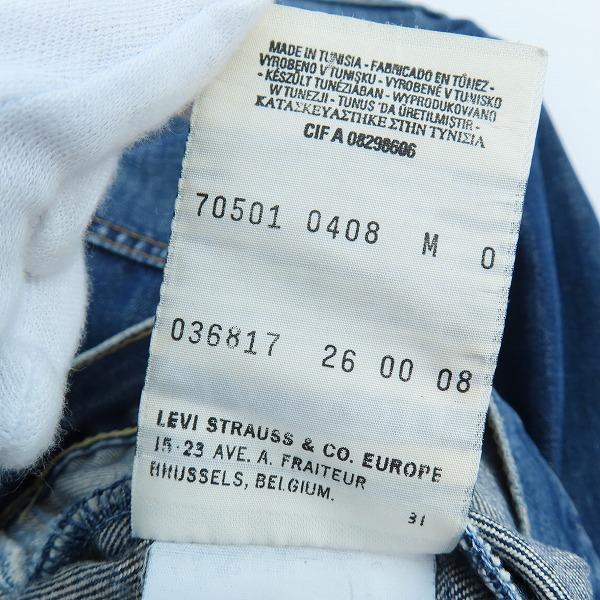 MADE IN TUNISIA - FABRICADO EN TÚNEZ -
VYROBENO V TUNISKU - VYROBENÉ V TUNISKO
- KÉSZÜLT TUNÉZIÁBAN - WYPRODUKOWANO
W TUNEZJI - TUNUS 'DA ÜRETILMISTIR -
ΚΑΤΑΣΚΕΥΑΣΤΗΚΕ ΣΤΗΝ ΤΥΝΙΣΙΑ
CIF A 08298606
70501 0408 M 0
036817 26 00 08
LEVI STRAUSS & CO. EUROPE
15-23 AVE. A. FRAITEUR
BRUSSELS, BELGIUM.
31